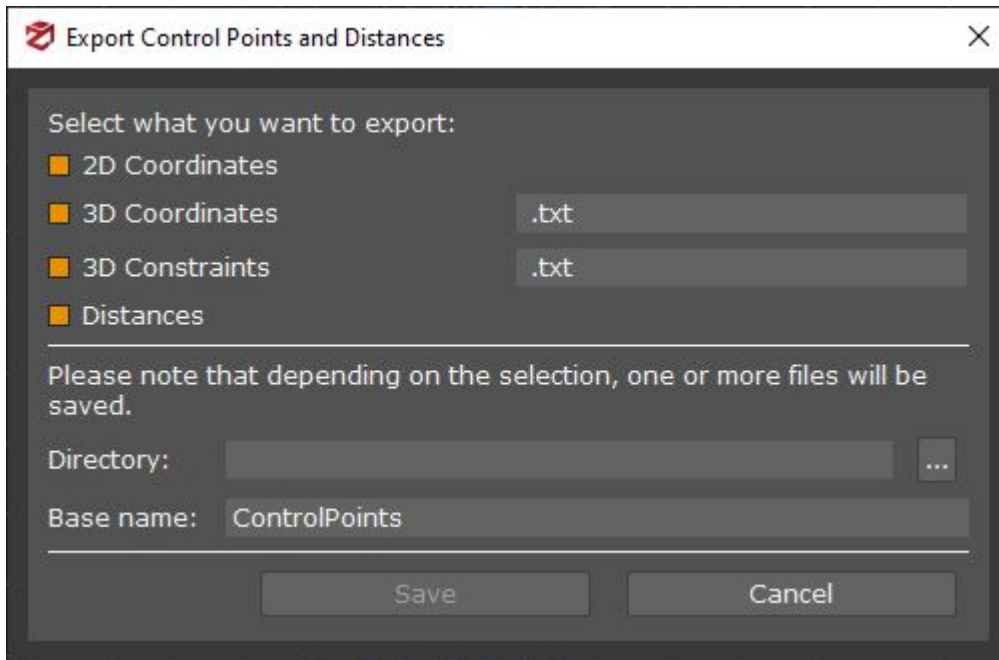 Export Control Points and Distances
Select what you want to export:
2D Coordinates
3D Coordinates .txt
3D Constraints .txt
Distances
Please note that depending on the selection, one or more files will be
saved.
Directory: ...
Base name: ControlPoints
Save Cancel